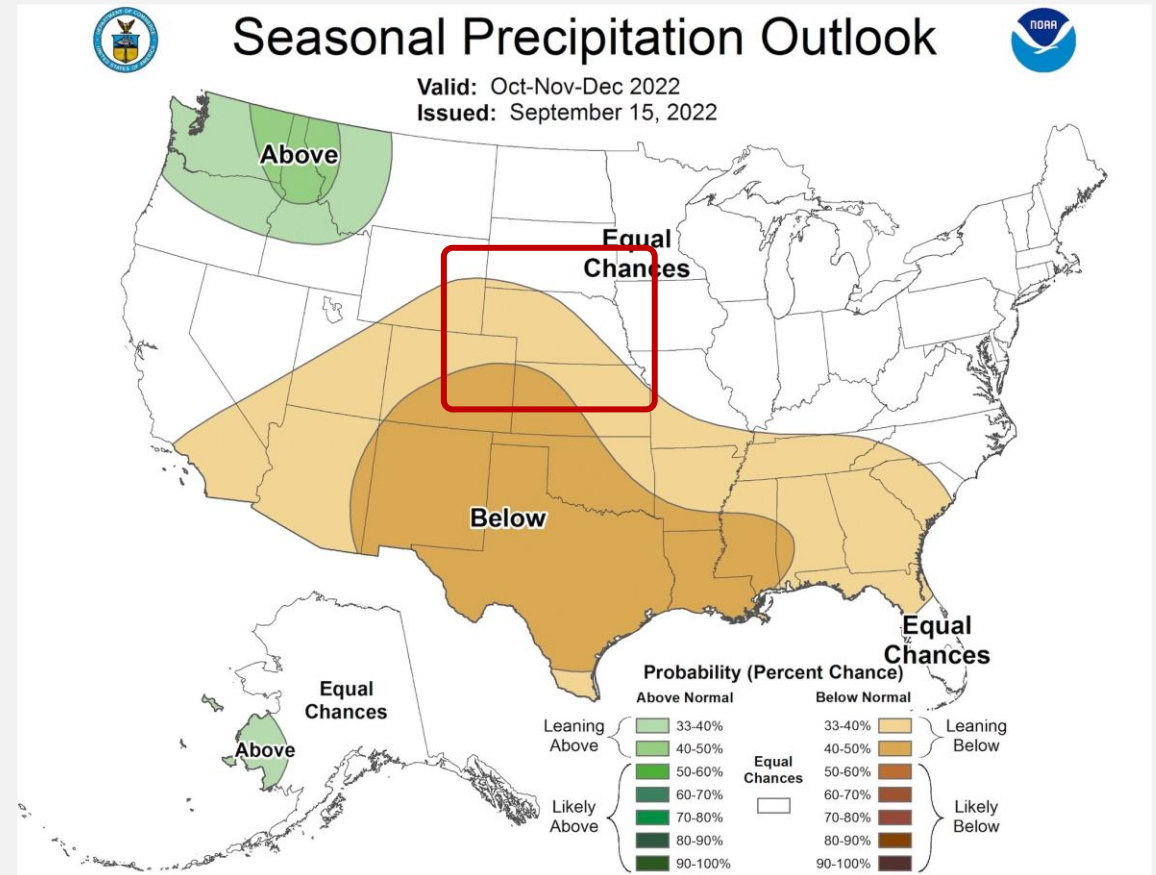 Seasonal Precipitation Outlook
NOAA
Valid: Oct-Nov-Dec 2022
Issued: September 15, 2022
Above
Equal
Chances
Below
Equal
Chances
Equal
Chances
Above
Probability (Percent Chance)
Above Normal
Below Normal
Leaning
Above
33-40%
40-50%
Likely
Above
50-60%
60-70%
70-80%
80-90%
90-100%
Equal
Chances
33-40%
40-50%
Leaning
Below
50-60%
60-70%
70-80%
80-90%
90-100%
Likely
Below